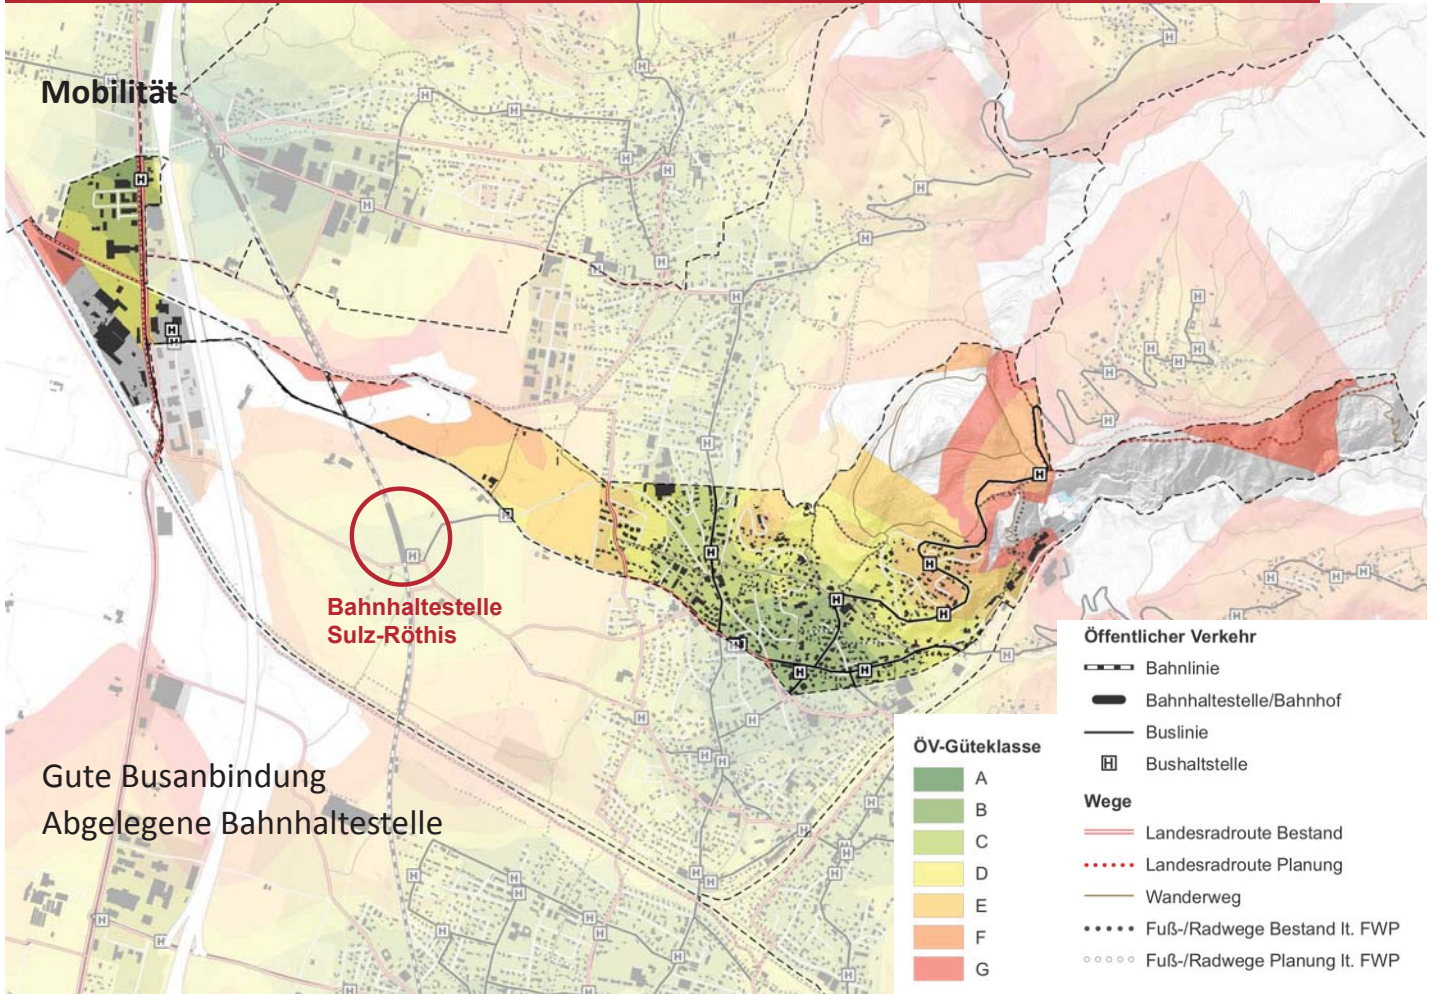 Mobilität
Bahnhaltestelle
Sulz-Röthis
Gute Busanbindung
Abgelegene Bahnhaltestelle
ÖV-Güteklasse
A
B
C
D
E
F
G
Öffentlicher Verkehr
Bahnlinie
Bahnhaltestelle/Bahnhof
Buslinie
H Bushaltstelle
Wege
Landesradroute Bestand
Landesradroute Planung
Wanderweg
Fuß-/Radwege Bestand lt. FWP
Fuß-/Radwege Planung lt. FWP